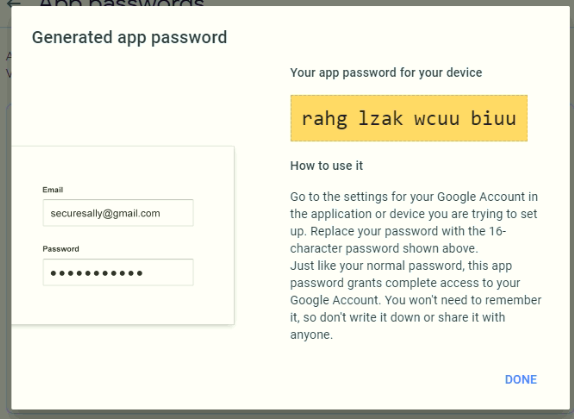 App passwords
Generated app password
Your app password for your device
rahg lzak wcuu biuu
How to use it
Go to the settings for your Google Account in
the application or device you are trying to set
up. Replace your password with the 16-
character password shown above.
Just like your normal password, this app
password grants complete access to your
Google Account. You won't need to remember
it, so don't write it down or share it with
anyone.
Email
securesally@gmail.com
Password
●●●●●●●●●●●
DONE